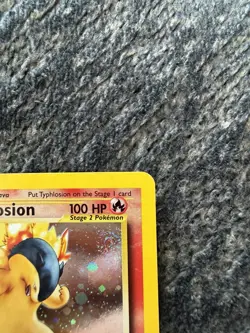 Put Typhlosion on the Stage 1 card
osion 100 HP
Stage 2 Pokémon